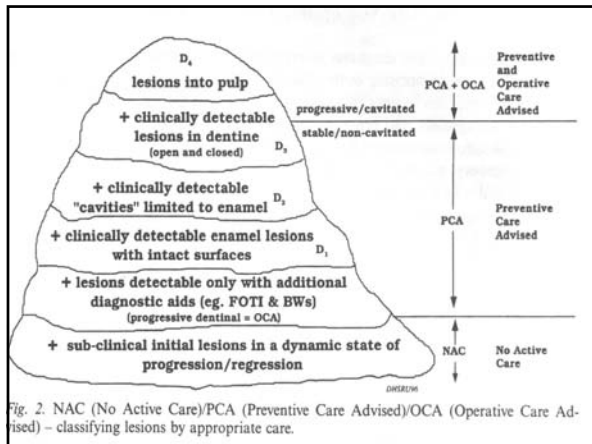 D4
lesions into pulp
+ clinically detectable
lesions in dentine
(open and closed)
D3
+ clinically detectable
"cavities" limited to enamel
D2
+ clinically detectable enamel lesions
with intact surfaces
D1
+ lesions detectable only with additional
diagnostic aids (eg. FOTI & BWs)
(progressive dentinal = OCA)
+ sub-clinical initial lesions in a dynamic state of
progression/regression
progressive/cavitated
stable/non-cavitated
PCA + OCA
Preventive
and
Operative
Care
Advised
PCA
Preventive
Care
Advised
NAC
No Active
Care
Fig. 2. NAC (No Active Care)/PCA (Preventive Care Advised)/OCA (Operative Care Ad-
vised) – classifying lesions by appropriate care.